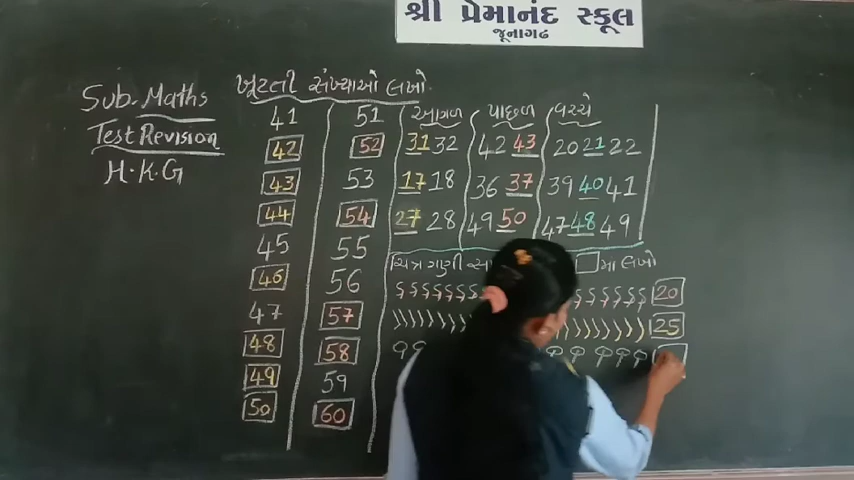 શ્રી પ્રેમાનંદ સ્કૂલ
જૂનાગઢ
Sub. Maths
Test Revision
H.K.G
ખૂટતી સંખ્યાઓ લખો.
41
42
43
44
45
46
47
48
49
50
51
52
53
54
55
56
57
58
59
60
આગળ
31 32
17 18
27 28
પાછળ
42 43
36 37
49 50
વચ્ચે
20 21 22
39 40 41
47 48 49
ચિત્ર ગણી
માં લખો
20
25